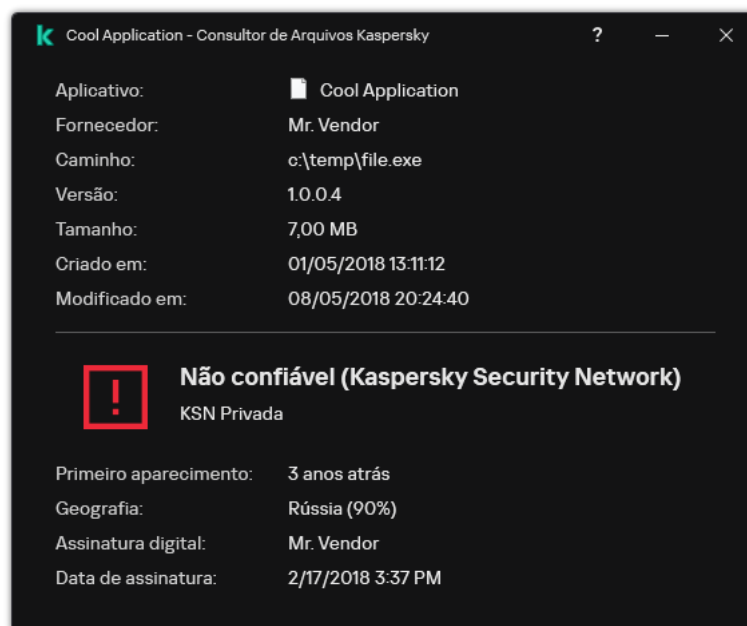 Cool Application - Consultor de Arquivos Kaspersky ?
Aplicativo: Cool Application
Fornecedor: Mr. Vendor
Caminho: c:\temp\file.exe
Versão: 1.0.0.4
Tamanho: 7,00 MB
Criado em: 01/05/2018 13:11:12
Modificado em: 08/05/2018 20:24:40
Não confiável (Kaspersky Security Network)
KSN Privada
Primeiro aparecimento: 3 anos atrás
Geografia: Rússia (90%)
Assinatura digital: Mr. Vendor
Data de assinatura: 2/17/2018 3:37 PM